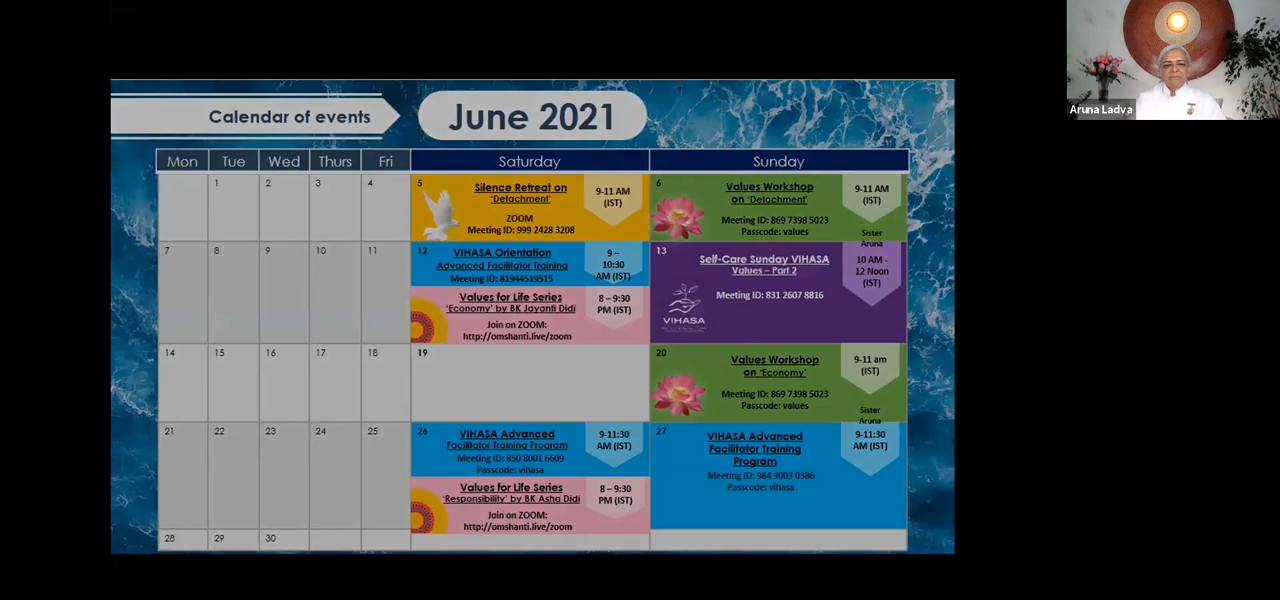 Aruna Ladva
Calendar of events
June 2021
Mon Tue Wed Thurs Fri Saturday Sunday
1 2 3 4
5
Silence Retreat on
'Detachment'
ZOOM
Meeting ID: 999 2428 3208
9-11 AM
(IST)
6
Values Workshop
on 'Detachment'
Meeting ID: 869 7398 5023
Passcode: values
9-11 AM
(IST)
Sister
Aruna
7 8 9 10 11
12
VIHASA Orientation
Advanced Facilitator Training
Meeting ID: 81944519515
9 –
10:30
AM (IST)
Values for Life Series
'Economy' by BK Jayanti Didi
Join on ZOOM:
http://omshanti.live/zoom
8 – 9:30
PM (IST)
13
Self-Care Sunday VIHASA
Values – Part 2
Meeting ID: 831 2607 8816
VIHASA
10 AM -
12 Noon
(IST)
14 15 16 17 18
19
20
Values Workshop
on 'Economy'
Meeting ID: 869 7398 5023
Passcode: values
9-11 am
(IST)
Sister
Aruna
21 22 23 24 25
26
VIHASA Advanced
Facilitator Training Program
Meeting ID: 850 8001 6609
Passcode: vihasa
9-11:30
AM (IST)
Values for Life Series
'Responsibility' by BK Asha Didi
Join on ZOOM:
http://omshanti.live/zoom
8 – 9:30
PM (IST)
27
VIHASA Advanced
Facilitator Training
Program
Meeting ID: 984 9003 0386
Passcode: vihasa
9-11:30
AM (IST)
28 29 30